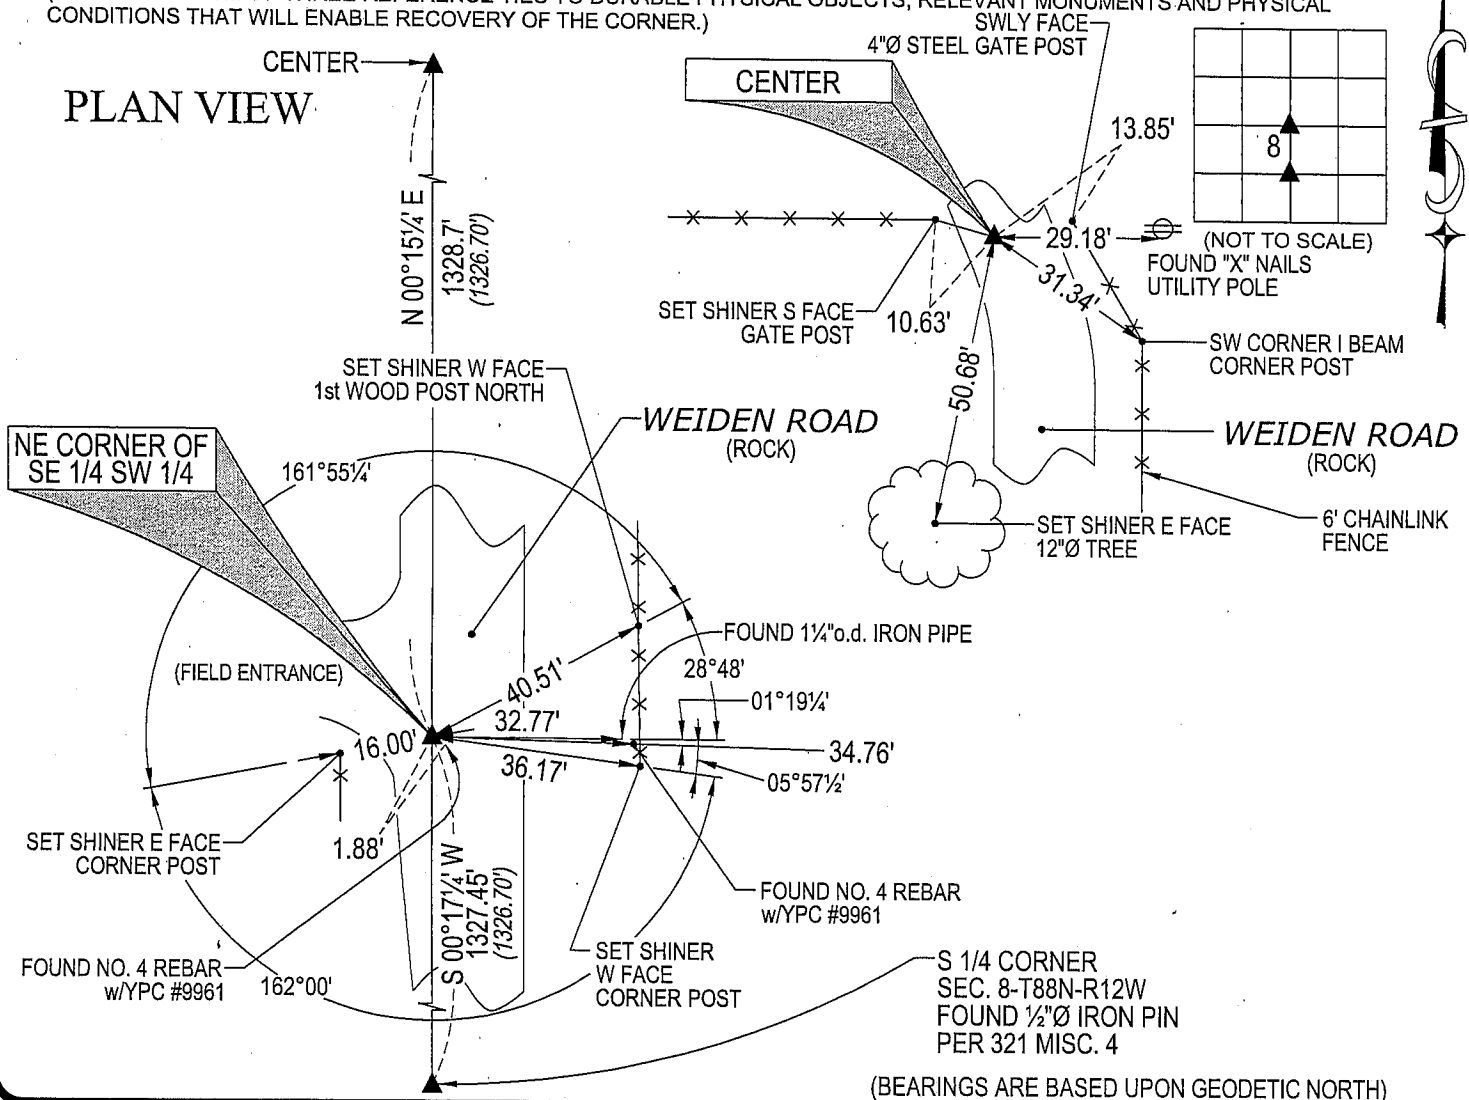 CONDITIONS THAT WILL ENABLE RECOVERY OF THE CORNER.)
CENTER
PLAN VIEW
SWLY FACE
4"Ø STEEL GATE POST
CENTER
13.85'
8
(NOT TO SCALE)
29.18'
FOUND "X" NAILS
UTILITY POLE
31.34'
SET SHINER S FACE
GATE POST
10.63'
50.68'
SW CORNER I BEAM
CORNER POST
WEIDEN ROAD
(ROCK)
SET SHINER E FACE
12"Ø TREE
6' CHAINLINK
FENCE
N 00°15¼' E
1328.7'
(1326.70')
SET SHINER W FACE
1st WOOD POST NORTH
WEIDEN ROAD
(ROCK)
NE CORNER OF
SE 1/4 SW 1/4
161°55¼'
FOUND 1¼"o.d. IRON PIPE
(FIELD ENTRANCE)
40.51'
28°48'
01°19¼'
32.77'
16.00'
34.76'
36.17'
05°57½'
SET SHINER E FACE
CORNER POST
1.88'
S 00°17¼' W
1327.45'
(1326.70')
FOUND NO. 4 REBAR
w/YPC #9961
FOUND NO. 4 REBAR
w/YPC #9961
162°00'
SET SHINER
W FACE
CORNER POST
S 1/4 CORNER
SEC. 8-T88N-R12W
FOUND ½"Ø IRON PIN
PER 321 MISC. 4
(BEARINGS ARE BASED UPON GEODETIC NORTH)